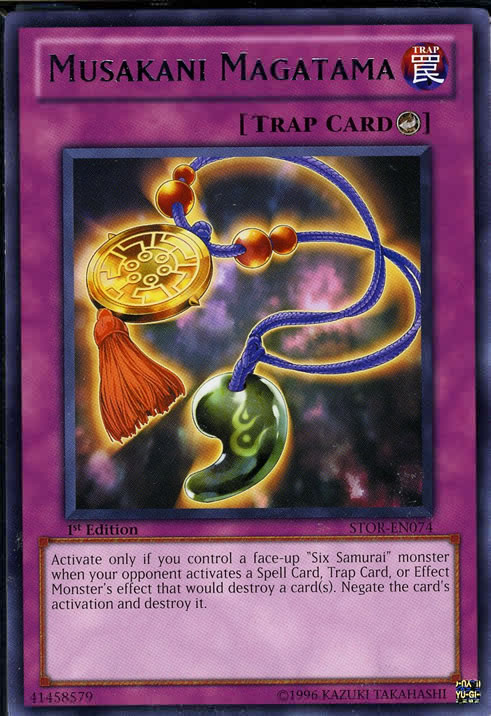 MUSAKANI MAGATAMA
TRAP
罠
[TRAP CARD]
1st Edition
STOR-EN074
Activate only if you control a face-up "Six Samurai" monster
when your opponent activates a Spell Card, Trap Card, or Effect
Monster's effect that would destroy a card(s). Negate the card's
activation and destroy it.
41458579
©1996 KAZUKI TAKAHASHI